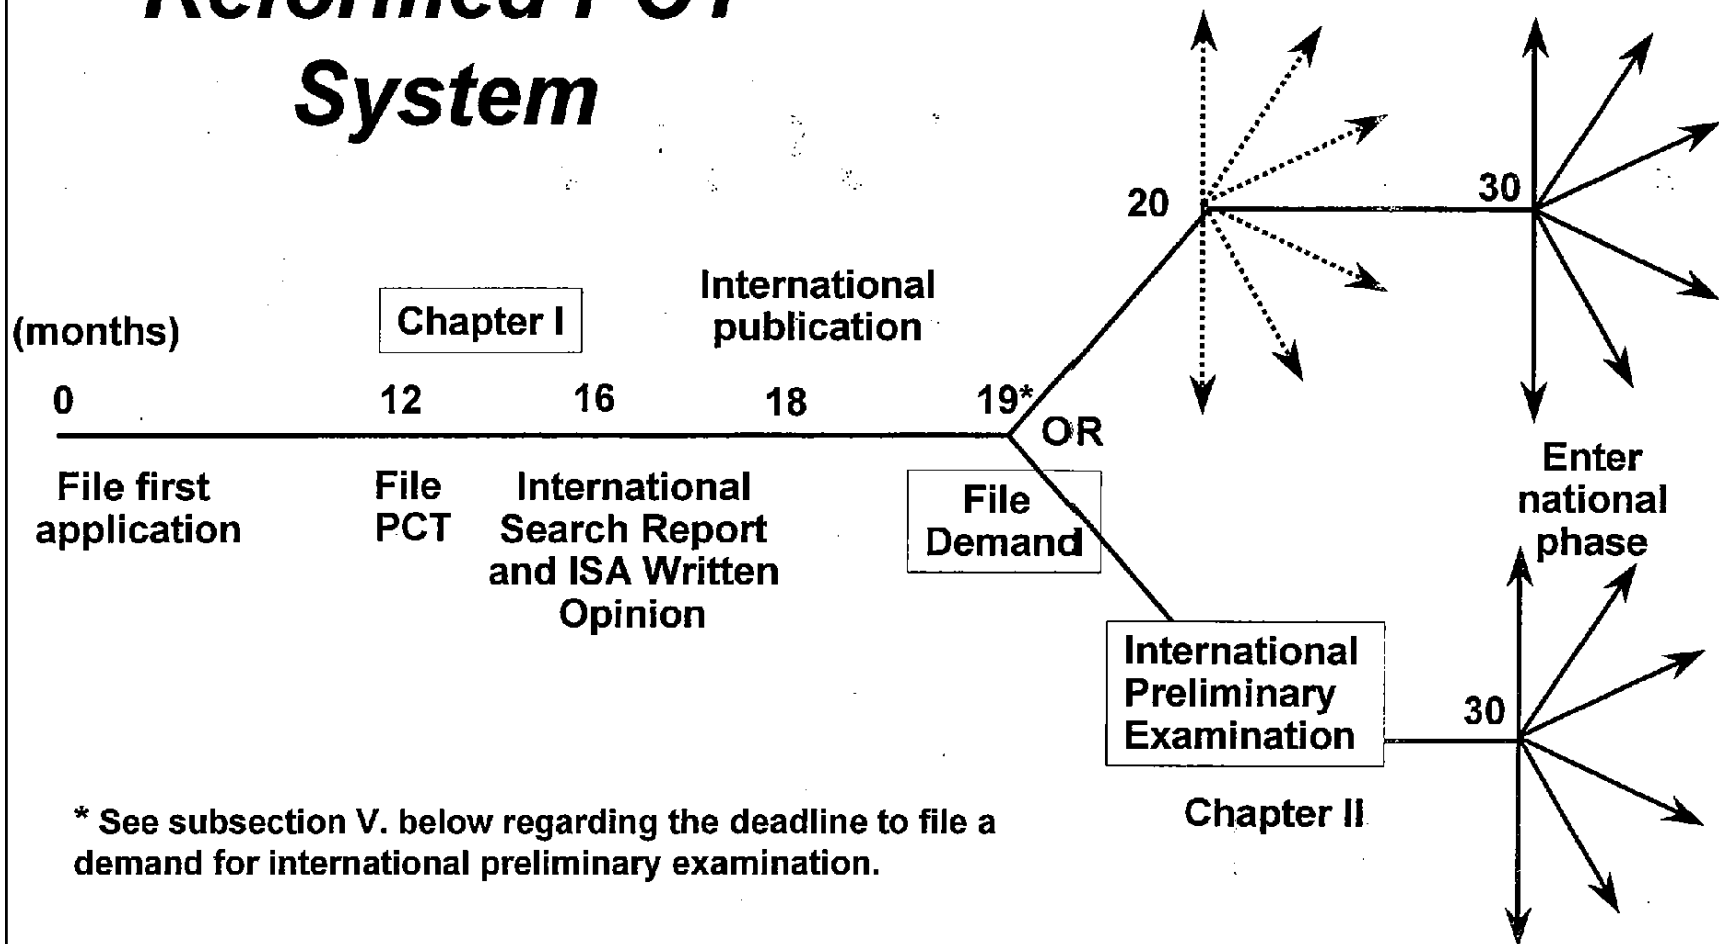 Reformed PCT
System
(months)
Chapter I
International
publication
0
12
16
18
19*
20
30
OR
File first
application
File
PCT
International
Search Report
and ISA Written
Opinion
File
Demand
Enter
national
phase
International
Preliminary
Examination
30
Chapter II
* See subsection V. below regarding the deadline to file a
demand for international preliminary examination.